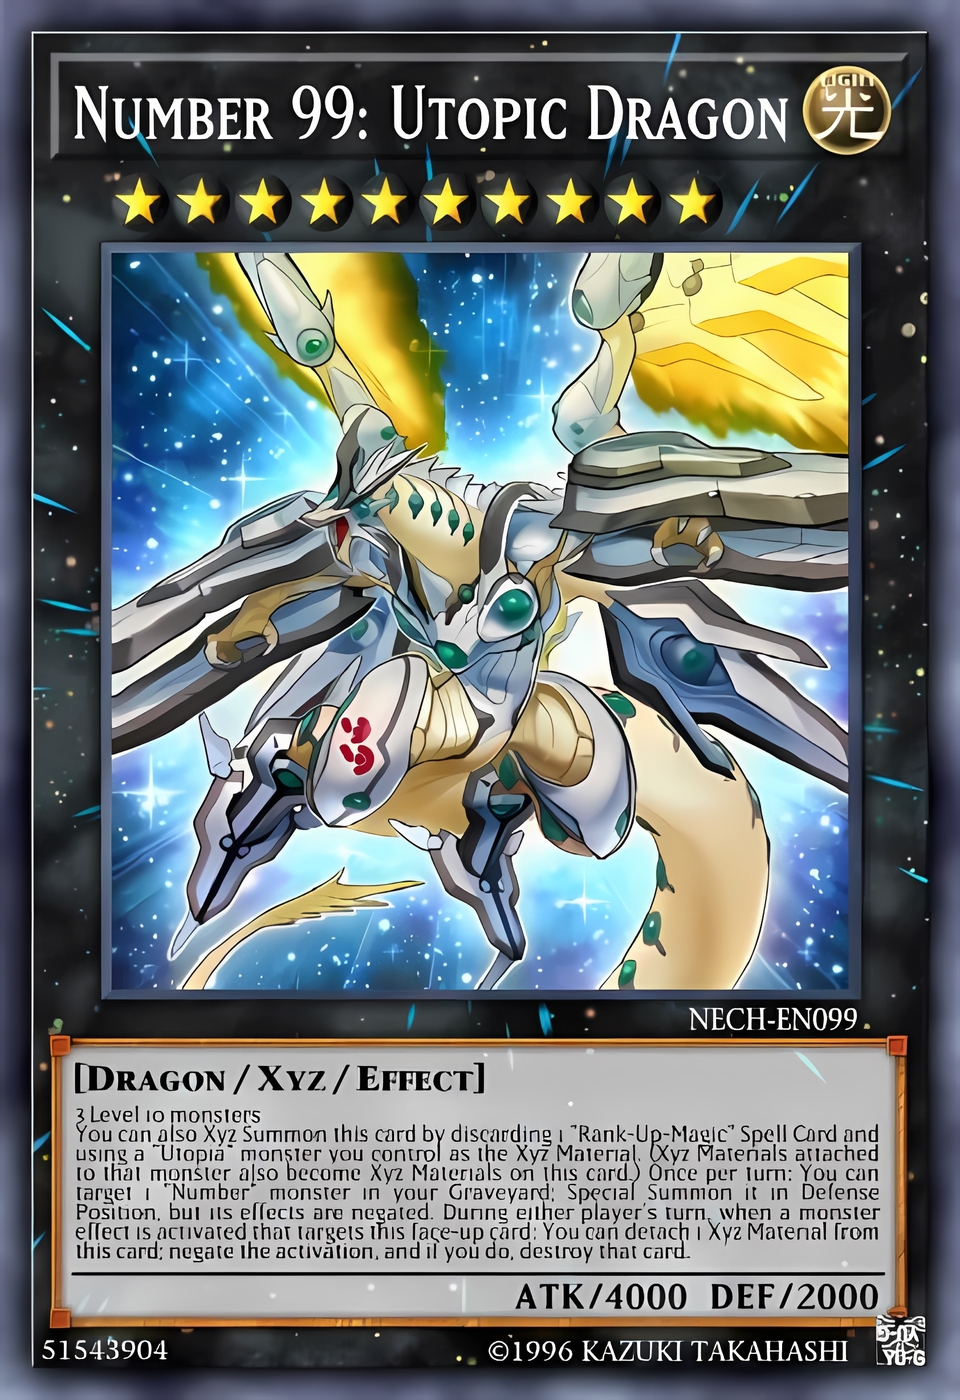 NUMBER 99: UTOPIC DRAGON
光
NECH-EN099
[DRAGON / XYZ / EFFECT]
3 Level 10 monsters
You can also Xyz Summon this card by discarding 1 "Rank-Up-Magic" Spell Card and
using a "Utopia" monster you control as the Xyz Material. (Xyz Materials attached
to that monster also become Xyz Materials on this card.) Once per turn: You can
target 1 "Number" monster in your Graveyard; Special Summon it in Defense
Position, but its effects are negated. During either player's turn, when a monster
effect is activated that targets this face-up card: You can detach 1 Xyz Material from
this card; negate the activation, and if you do, destroy that card.
ATK/4000 DEF/2000
51543904
©1996 KAZUKI TAKAHASHI